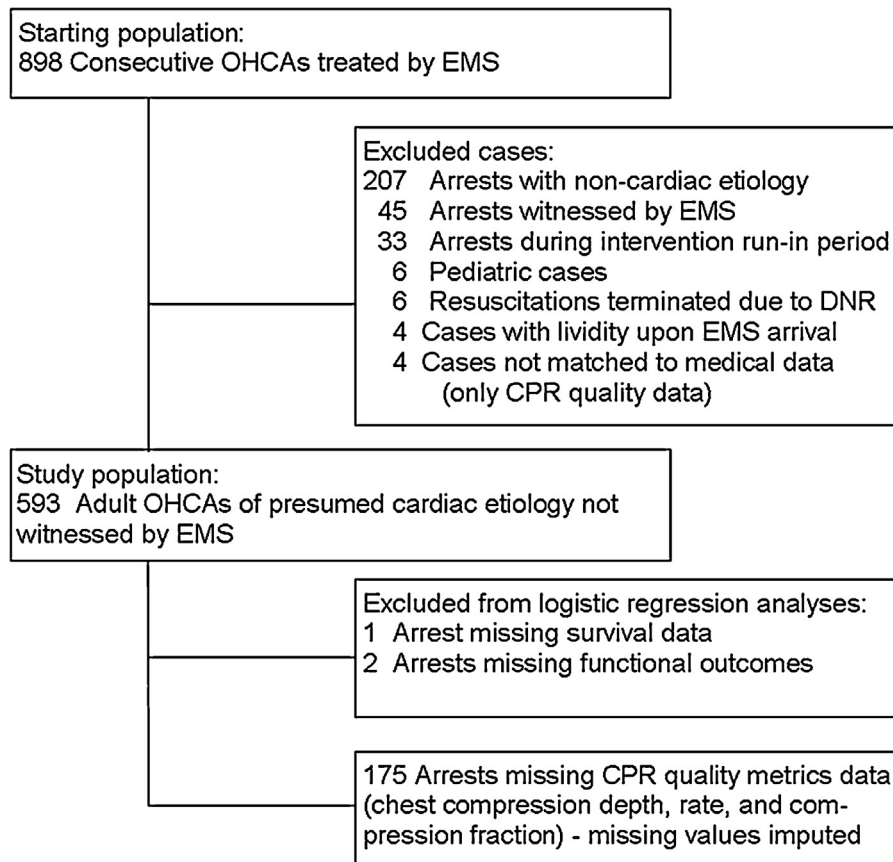 Starting population:
898 Consecutive OHCAs treated by EMS
Excluded cases:
207 Arrests with non-cardiac etiology
45 Arrests witnessed by EMS
33 Arrests during intervention run-in period
6 Pediatric cases
6 Resuscitations terminated due to DNR
4 Cases with lividity upon EMS arrival
4 Cases not matched to medical data
(only CPR quality data)
Study population:
593 Adult OHCAs of presumed cardiac etiology not
witnessed by EMS
Excluded from logistic regression analyses:
1 Arrest missing survival data
2 Arrests missing functional outcomes
175 Arrests missing CPR quality metrics data
(chest compression depth, rate, and com-
pression fraction) - missing values imputed